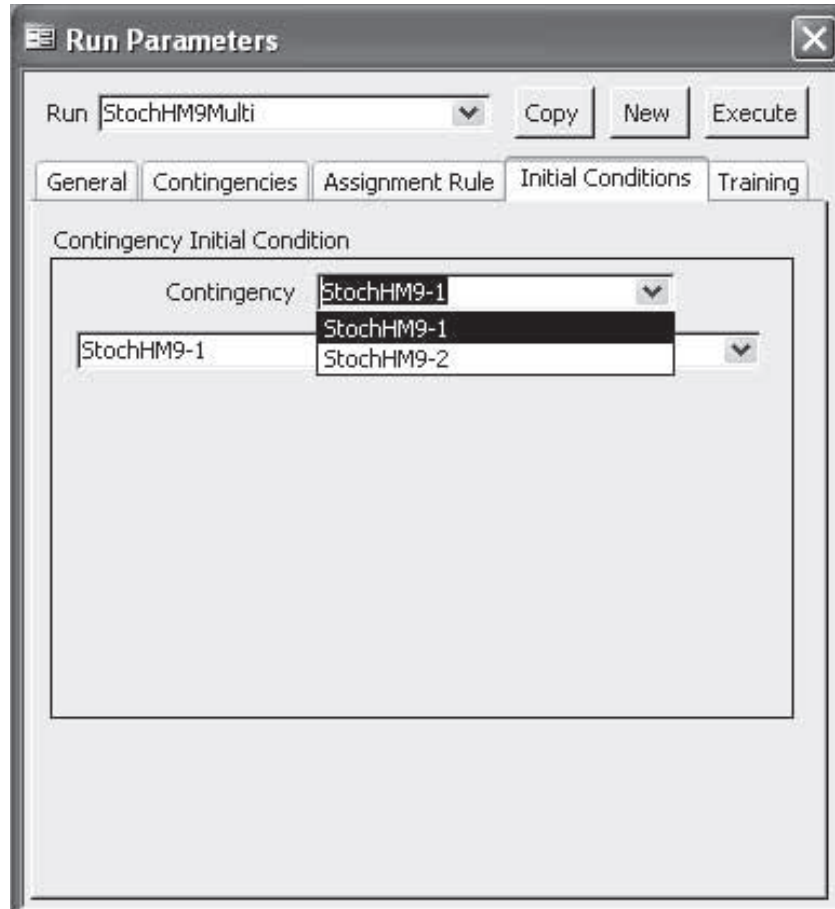 Run Parameters
Run StochHM9Multi Copy New Execute
General Contingencies Assignment Rule Initial Conditions Training
Contingency Initial Condition
Contingency StochHM9-1
StochHM9-1
StochHM9-1
StochHM9-2